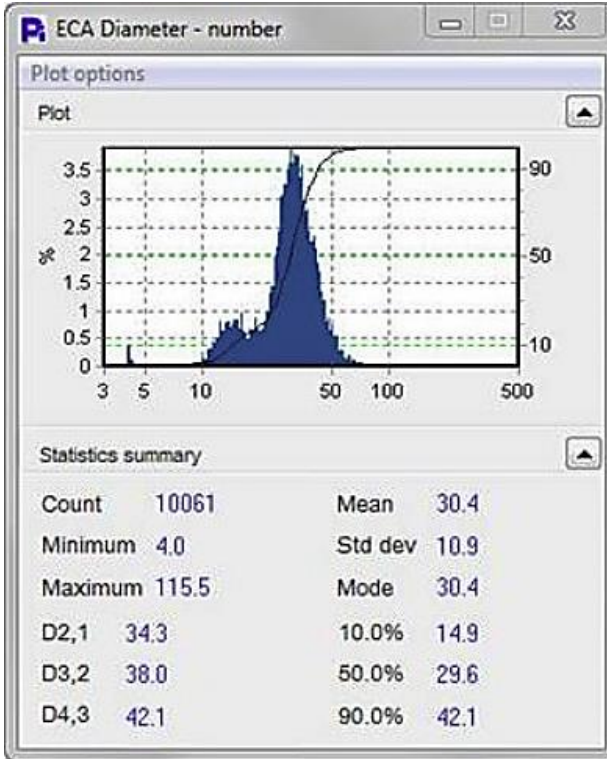 Pi ECA Diameter - number
Plot options
Plot
3.5
3
2.5
2
1.5
1
0.5
0
%
90
50
10
3 5 10 50 100 500
Statistics summary
Count 10061 Mean 30.4
Minimum 4.0 Std dev 10.9
Maximum 115.5 Mode 30.4
D2,1 34.3 10.0% 14.9
D3,2 38.0 50.0% 29.6
D4,3 42.1 90.0% 42.1